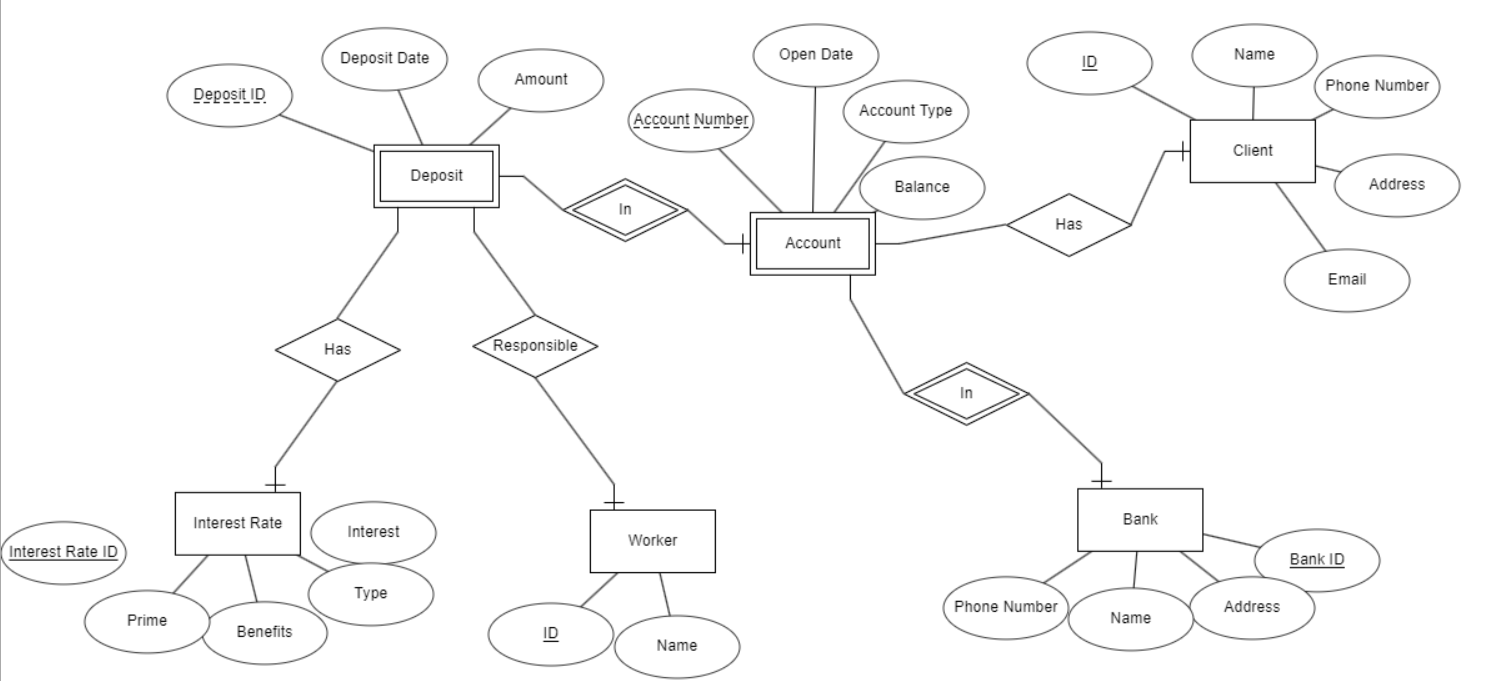 Deposit ID
Deposit Date
Amount
Open Date
Account Number
Account Type
Balance
ID
Name
Phone Number
Address
Email
Deposit
In
Account
Has
Client
Has
Responsible
In
Interest Rate ID
Interest Rate
Interest
Type
Prime
Benefits
Worker
ID
Name
Bank
Bank ID
Phone Number
Name
Address